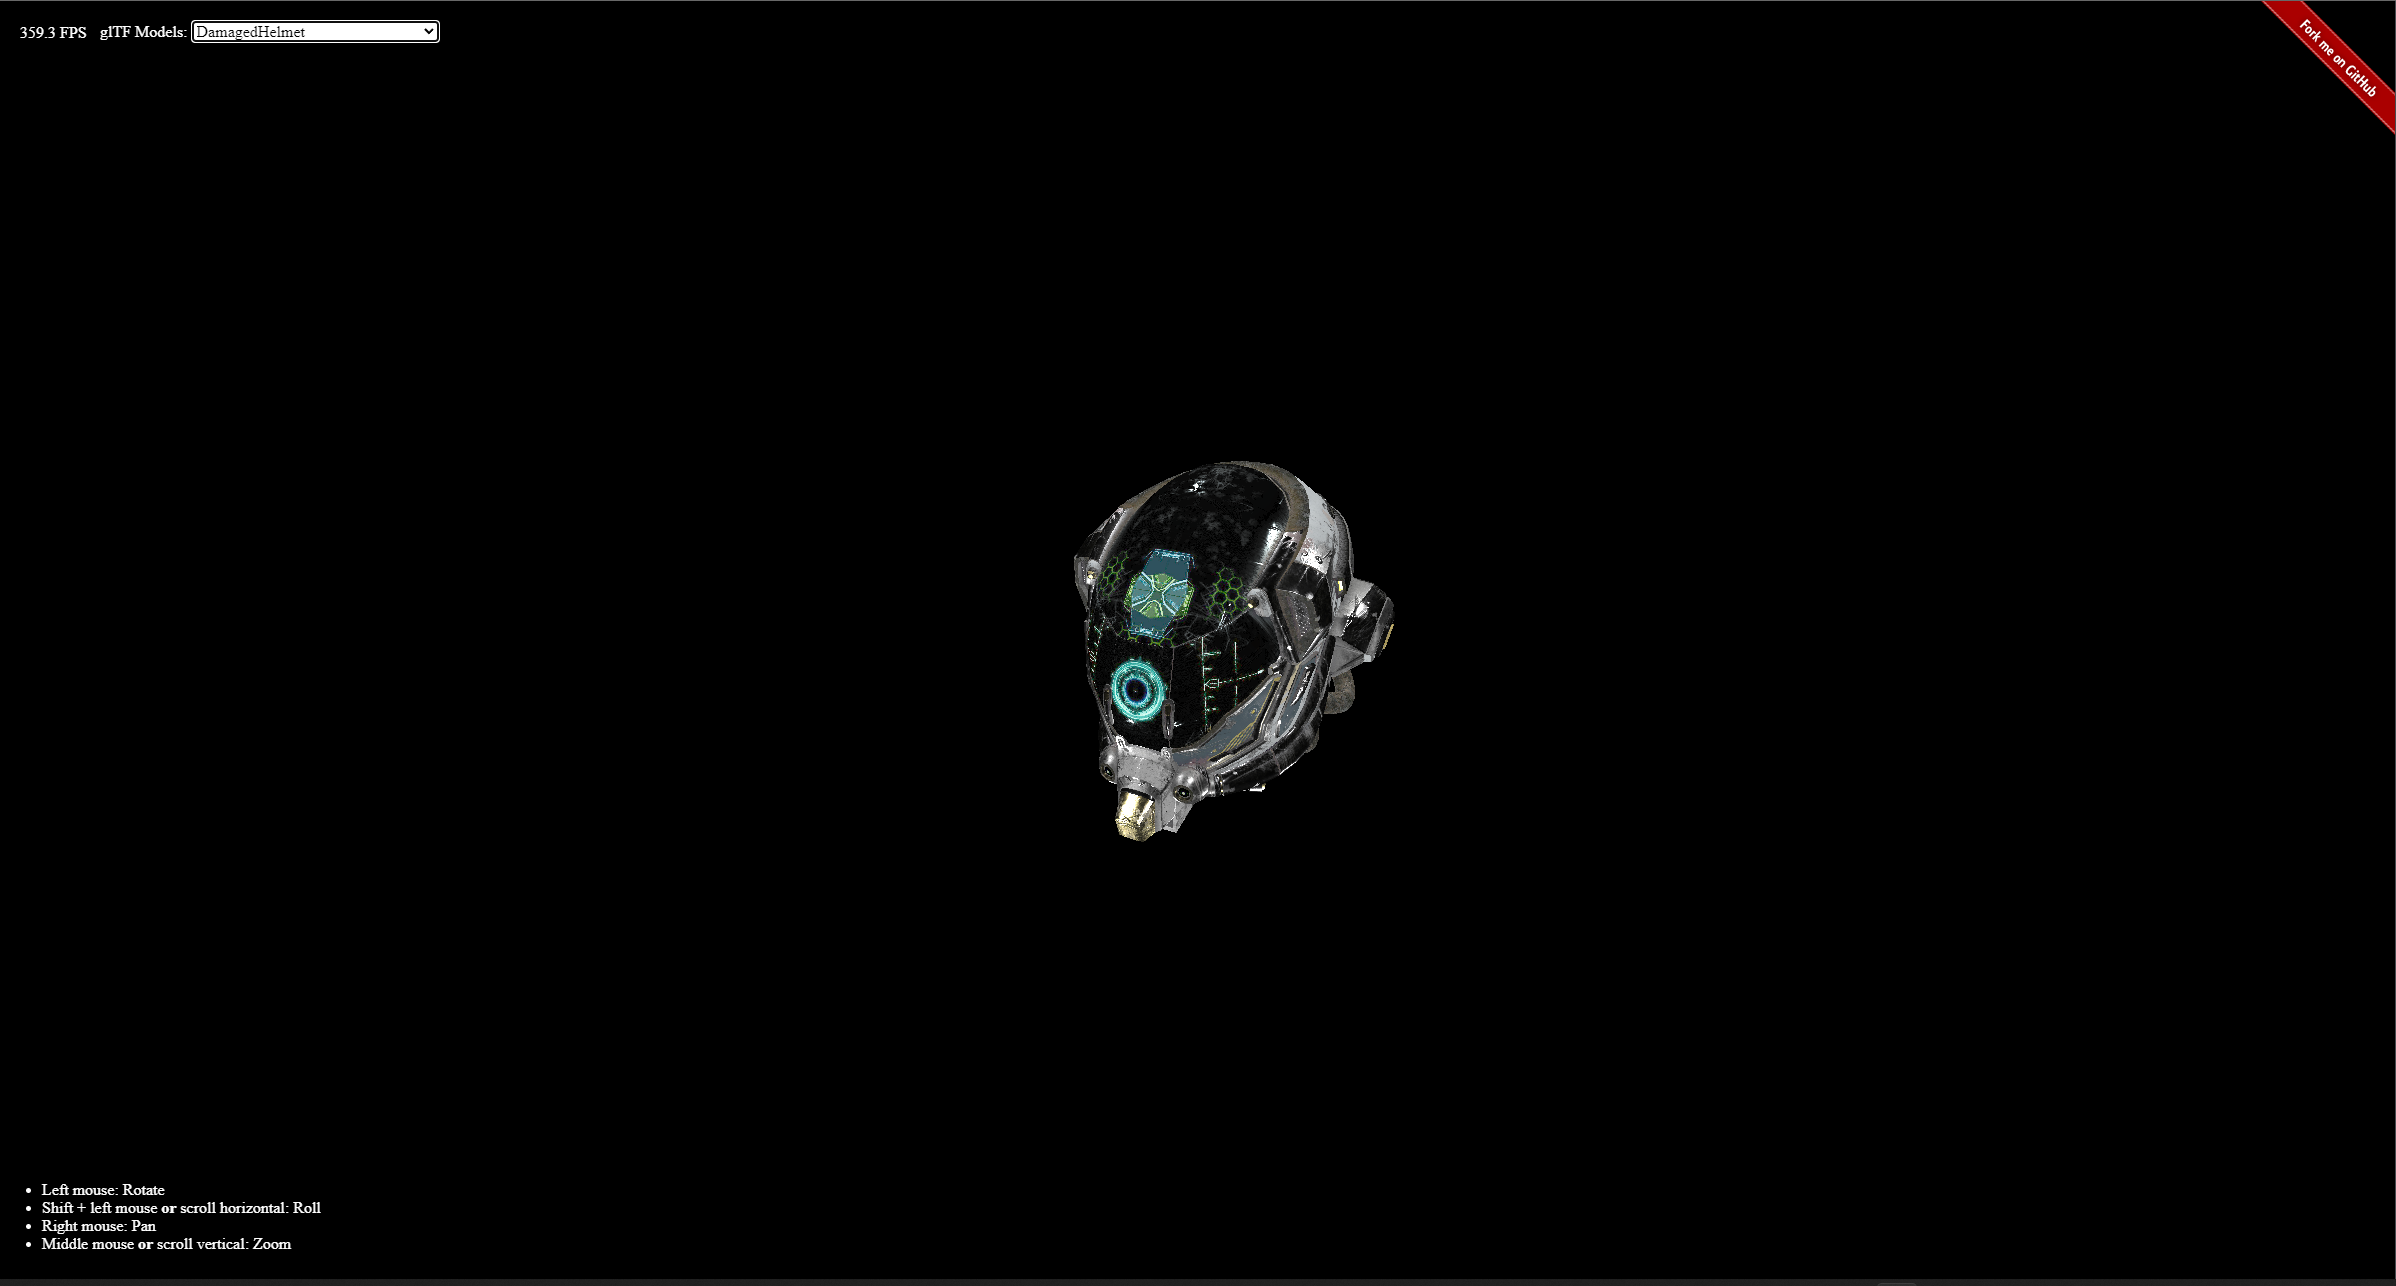 359.3 FPS glTF Models: DamagedHelmet
Fork me on GitHub
Left mouse: Rotate
Shift + left mouse or scroll horizontal: Roll
Right mouse: Pan
Middle mouse or scroll vertical: Zoom